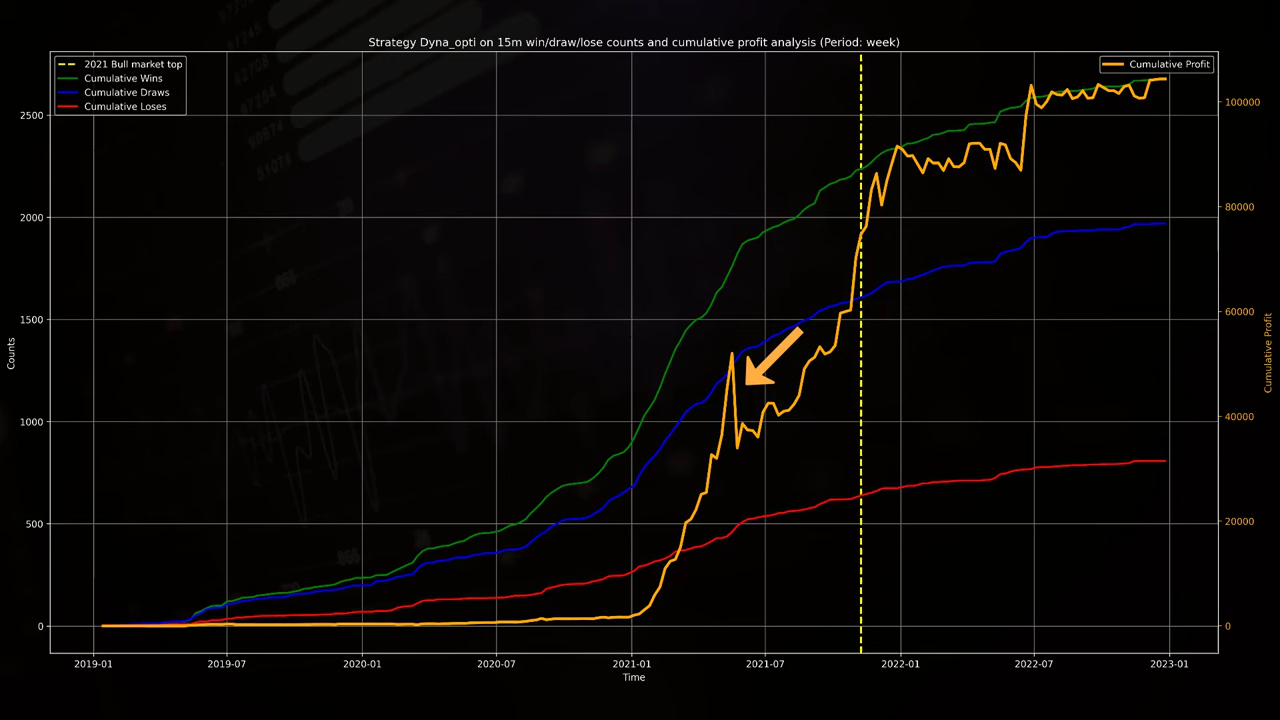 Strategy Dyna_opti on 15m win/draw/lose counts and cumulative profit analysis (Period: week)
2021 Bull market top
Cumulative Wins
Cumulative Draws
Cumulative Loses
Cumulative Profit
2500
2000
1500
1000
500
0
Counts
100000
80000
60000
40000
20000
0
Cumulative Profit
2019-01
2019-07
2020-01
2020-07
2021-01
2021-07
2022-01
2022-07
2023-01
Time